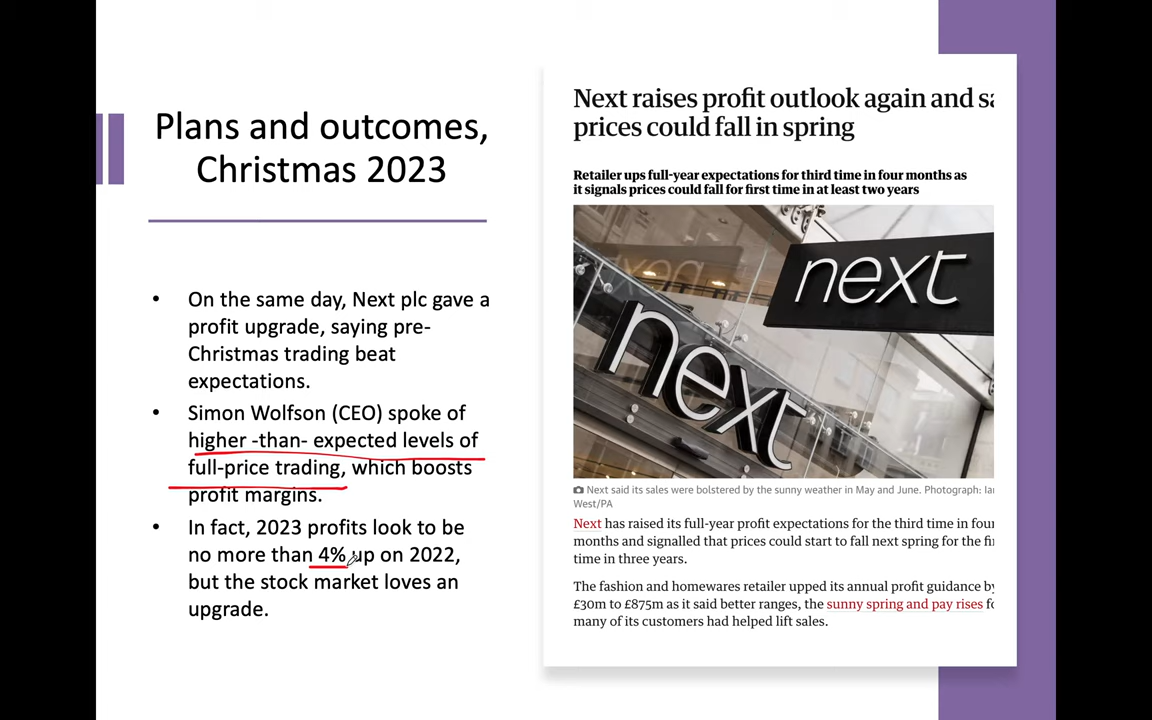 Plans and outcomes,
Christmas 2023
On the same day, Next plc gave a
profit upgrade, saying pre-
Christmas trading beat
expectations.
Simon Wolfson (CEO) spoke of
higher -than- expected levels of
full-price trading, which boosts
profit margins.
In fact, 2023 profits look to be
no more than 4% up on 2022,
but the stock market loves an
upgrade.
Next raises profit outlook again and
prices could fall in spring
Retailer ups full-year expectations for third time in four months as
it signals prices could fall for first time in at least two years
next
next
Next said its sales were bolstered by the sunny weather in May and June. Photograph:
West/PA
Next has raised its full-year profit expectations for the third time in four
months and signalled that prices could start to fall next spring for the
time in three years.
The fashion and homewares retailer upped its annual profit guidance by
£30m to £875m as it said better ranges, the sunny spring and pay rises
many of its customers had helped lift sales.